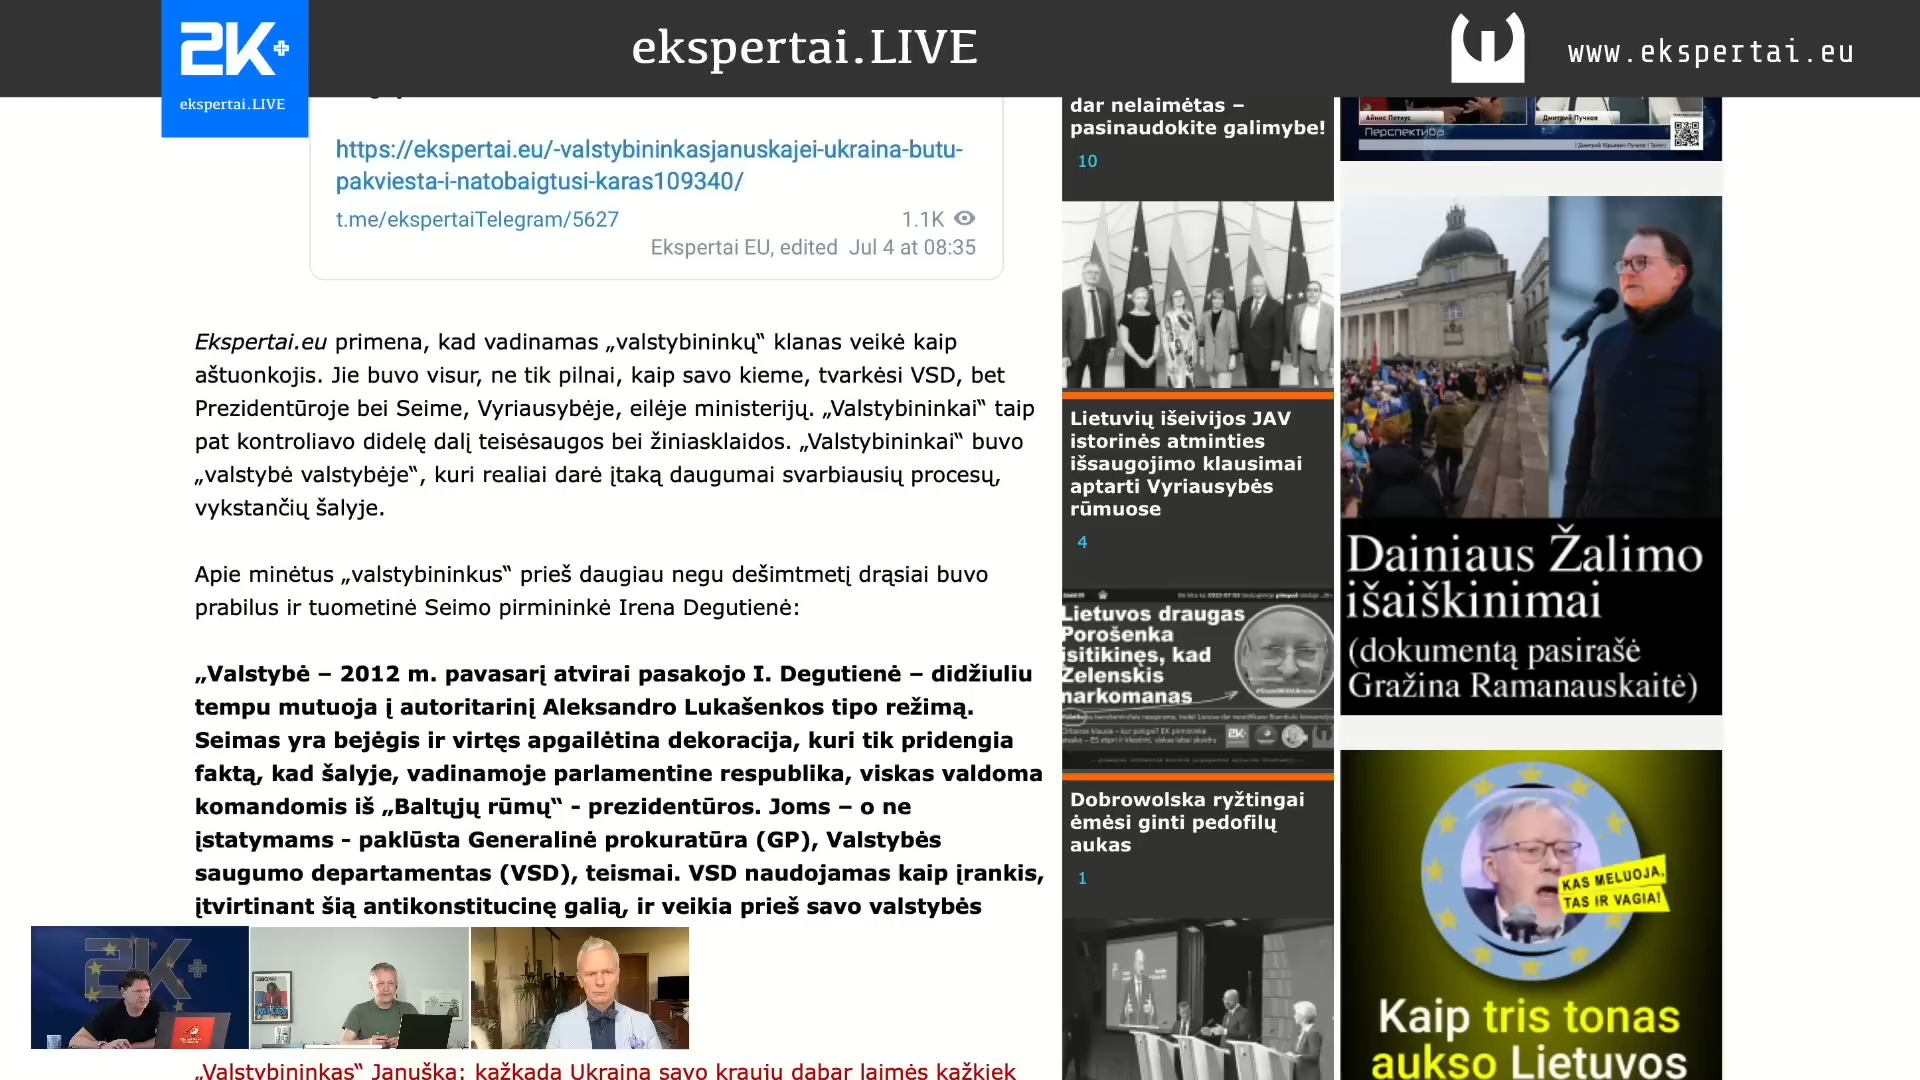 2K+
ekspertai.LIVE
ekspertai.LIVE
www.ekspertai.eu
https://ekspertai.eu/-valstybininkasjanuskajei-ukraina-butu-
pakviesta-i-natobaigtusi-karas109340/
t.me/ekspertaiTelegram/5627
1.1K
Ekspertai EU, edited Jul 4 at 08:35
Ekspertai.eu primena, kad vadinamas „valstybininkų“ klanas veikė kaip
aštuonkojis. Jie buvo visur, ne tik pilnai, kaip savo kieme, tvarkėsi VSD, bet
Prezidentūroje bei Seime, Vyriausybėje, eilėje ministerijų. „Valstybininkai“ taip
pat kontroliavo didelę dalį teisėsaugos bei žiniasklaidos. „Valstybininkai“ buvo
„valstybė valstybėje“, kuri realiai darė įtaką daugumai svarbiausių procesų,
vykstančių šalyje.
Apie minėtus „valstybininkus“ prieš daugiau negu dešimtmetį drąsiai buvo
prabilus ir tuometinė Seimo pirmininkė Irena Degutienė:
„Valstybė – 2012 m. pavasarį atvirai pasakojo I. Degutienė – didžiuliu
tempu mutuoja į autoritarinį Aleksandro Lukašenkos tipo režimą.
Seimas yra bejėgis ir virtęs apgailėtina dekoracija, kuri tik pridengia
faktą, kad šalyje, vadinamoje parlamentine respublika, viskas valdoma
komandomis iš „Baltųjų rūmų“ - prezidentūros. Joms – o ne
įstatymams - paklūsta Generalinė prokuratūra (GP), Valstybės
saugumo departamentas (VSD), teismai. VSD naudojamas kaip įrankis,
įtvirtinant šią antikonstitucinę galią, ir veikia prieš savo valstybės
„Valstybininkas“ Januška: kažkada Ukraina savo krauju dabar laimės kažkiek
dar nelaimėtas –
pasinaudokite galimybe!
10
Lietuvių išeivijos JAV
istorinės atminties
išsaugojimo klausimai
aptarti Vyriausybės
rūmuose
4
Lietuvos draugas
Porošenka
įsitikinęs, kad
Zelenskis
narkomanas
Dobrowolska ryžtingai
ėmėsi ginti pedofilų
aukas
1
Айнис Петкус
Дмитрий Пучков
Перспектива
Dainiaus Žalimo
išaiškinimai
(dokumentą pasirašė
Gražina Ramanauskaitė)
KAS MELUOJA,
TAS IR VAGIA!
Kaip tris tonas
aukso Lietuvos